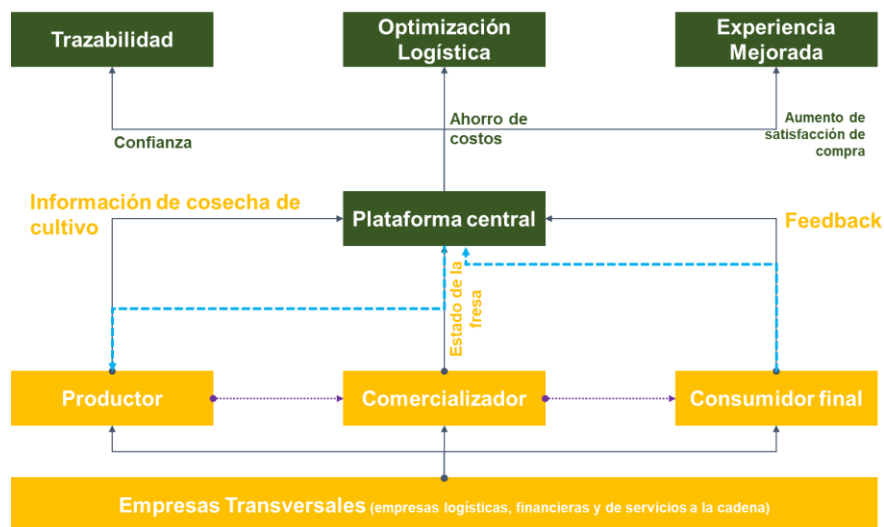 Trazabilidad
Optimización
Logística
Experiencia
Mejorada
Confianza
Ahorro de
costos
Aumento de
satisfacción de
compra
Información de cosecha de
cultivo
Plataforma central
Feedback
Estado de la
fresa
Productor
Comercializador
Consumidor final
Empresas Transversales (empresas logísticas, financieras y de servicios a la cadena)